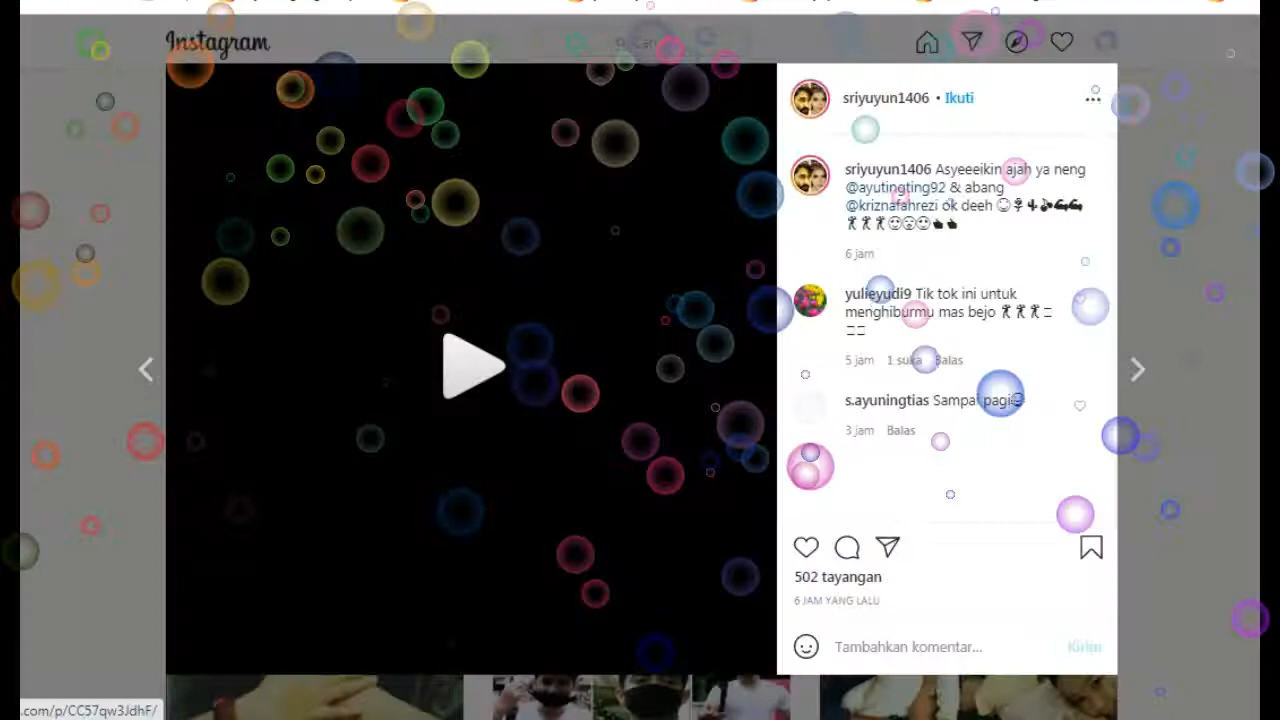 Instagram
sriyuyun1406 • Ikuti
sriyuyun1406 Asyeeeikin ajah ya neng
@ayutingting92 & abang
@kriznafahrezi ok deeh
6 jam
yulieyudi9 Tik tok ini untuk
menghiburmu mas bejo
5 jam 1 suka Balas
s.ayuningtias Sampai pagi
3 jam Balas
502 tayangan
6 JAM YANG LALU
Tambahkan komentar... Kirim
.com/p/CC57qw3JdhF/